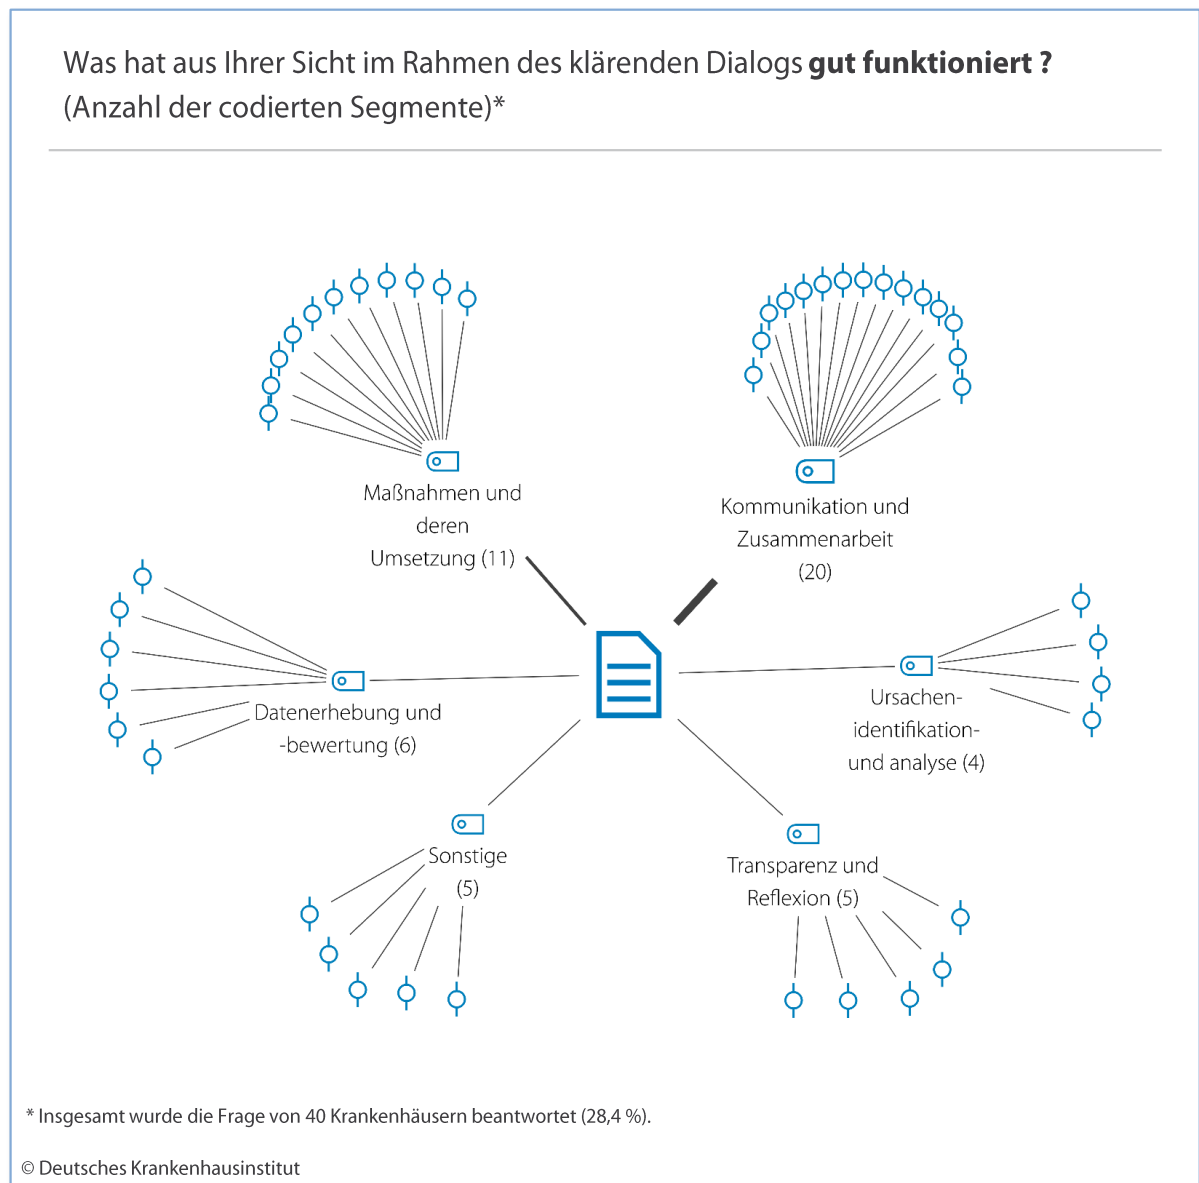 Was hat aus Ihrer Sicht im Rahmen des klärenden Dialogs gut funktioniert ?
(Anzahl der codierten Segmente)*
Maßnahmen und
deren
Umsetzung (11)
Kommunikation und
Zusammenarbeit
(20)
Datenerhebung und
-bewertung (6)
Ursachen-
identifikation-
und analyse (4)
Sonstige
(5)
Transparenz und
Reflexion (5)
* Insgesamt wurde die Frage von 40 Krankenhäusern beantwortet (28,4 %).
© Deutsches Krankenhausinstitut